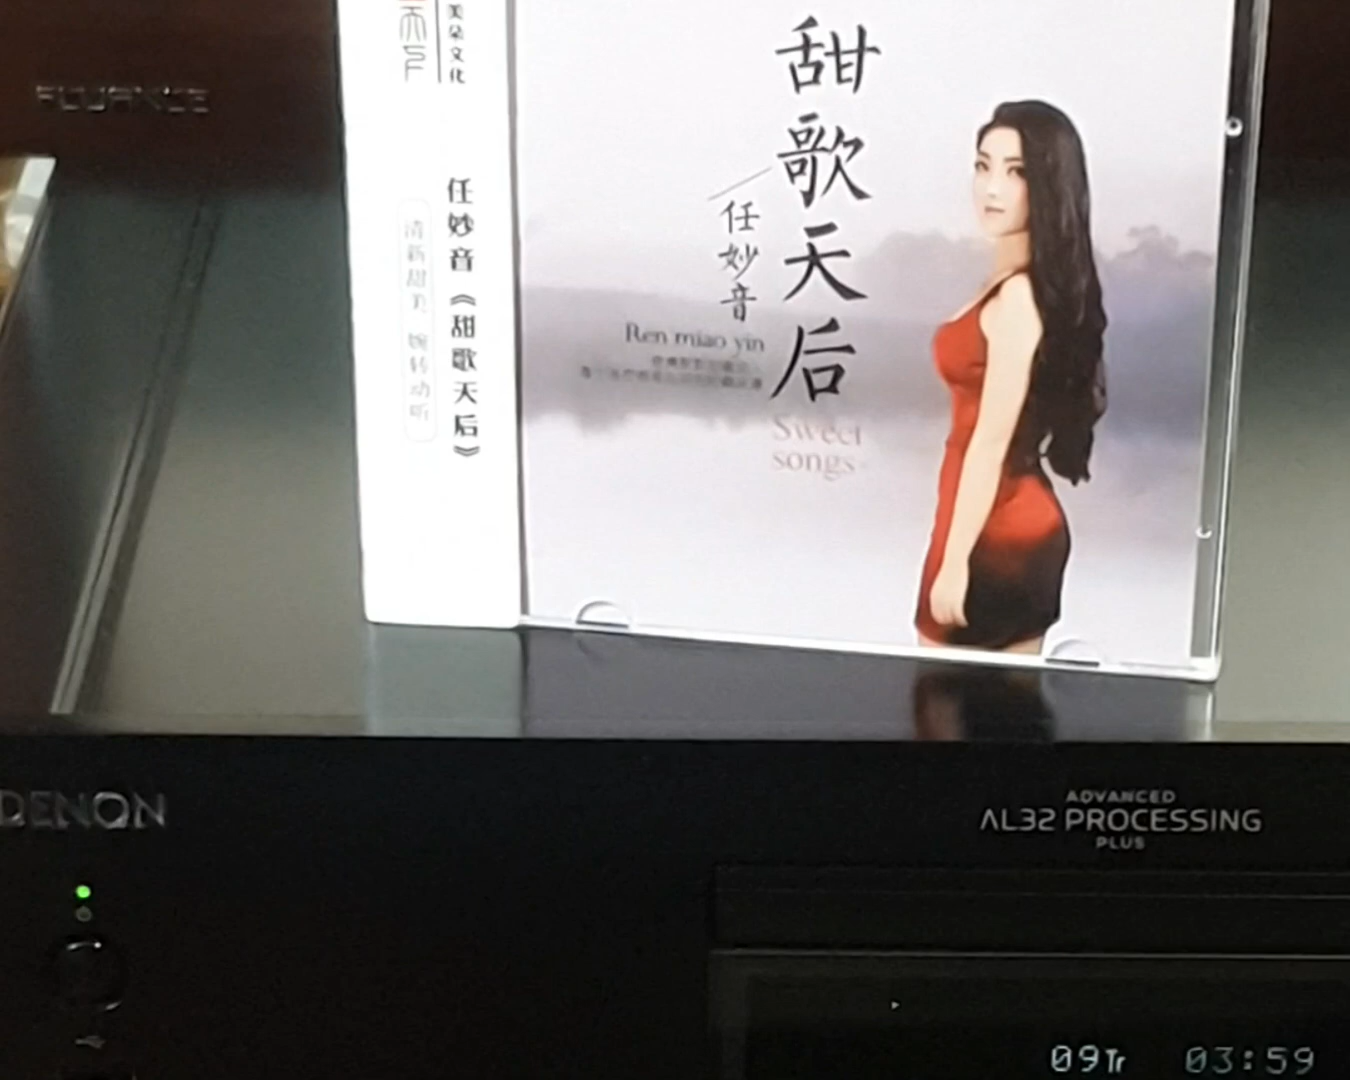 FLUANCE
美朵文化
任妙音《甜歌天后》
清新甜美 婉转动听
甜歌天后
任妙音
Ren miao yin
Sweet
songs
DENON
ADVANCED
AL32 PROCESSING
PLUS
09Tr 03:59